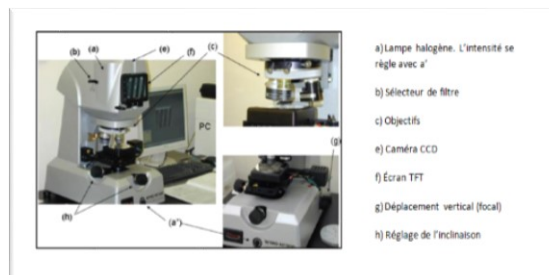 (b) (a) (e) (f) (c)
PC
(g)
(h)
(a')
a) Lampe halogène. L'intensité se
règle avec a'
b) Sélecteur de filtre
c) Objectifs
e) Caméra CCD
f) Écran TFT
g) Déplacement vertical (focal)
h) Réglage de l'inclinaison